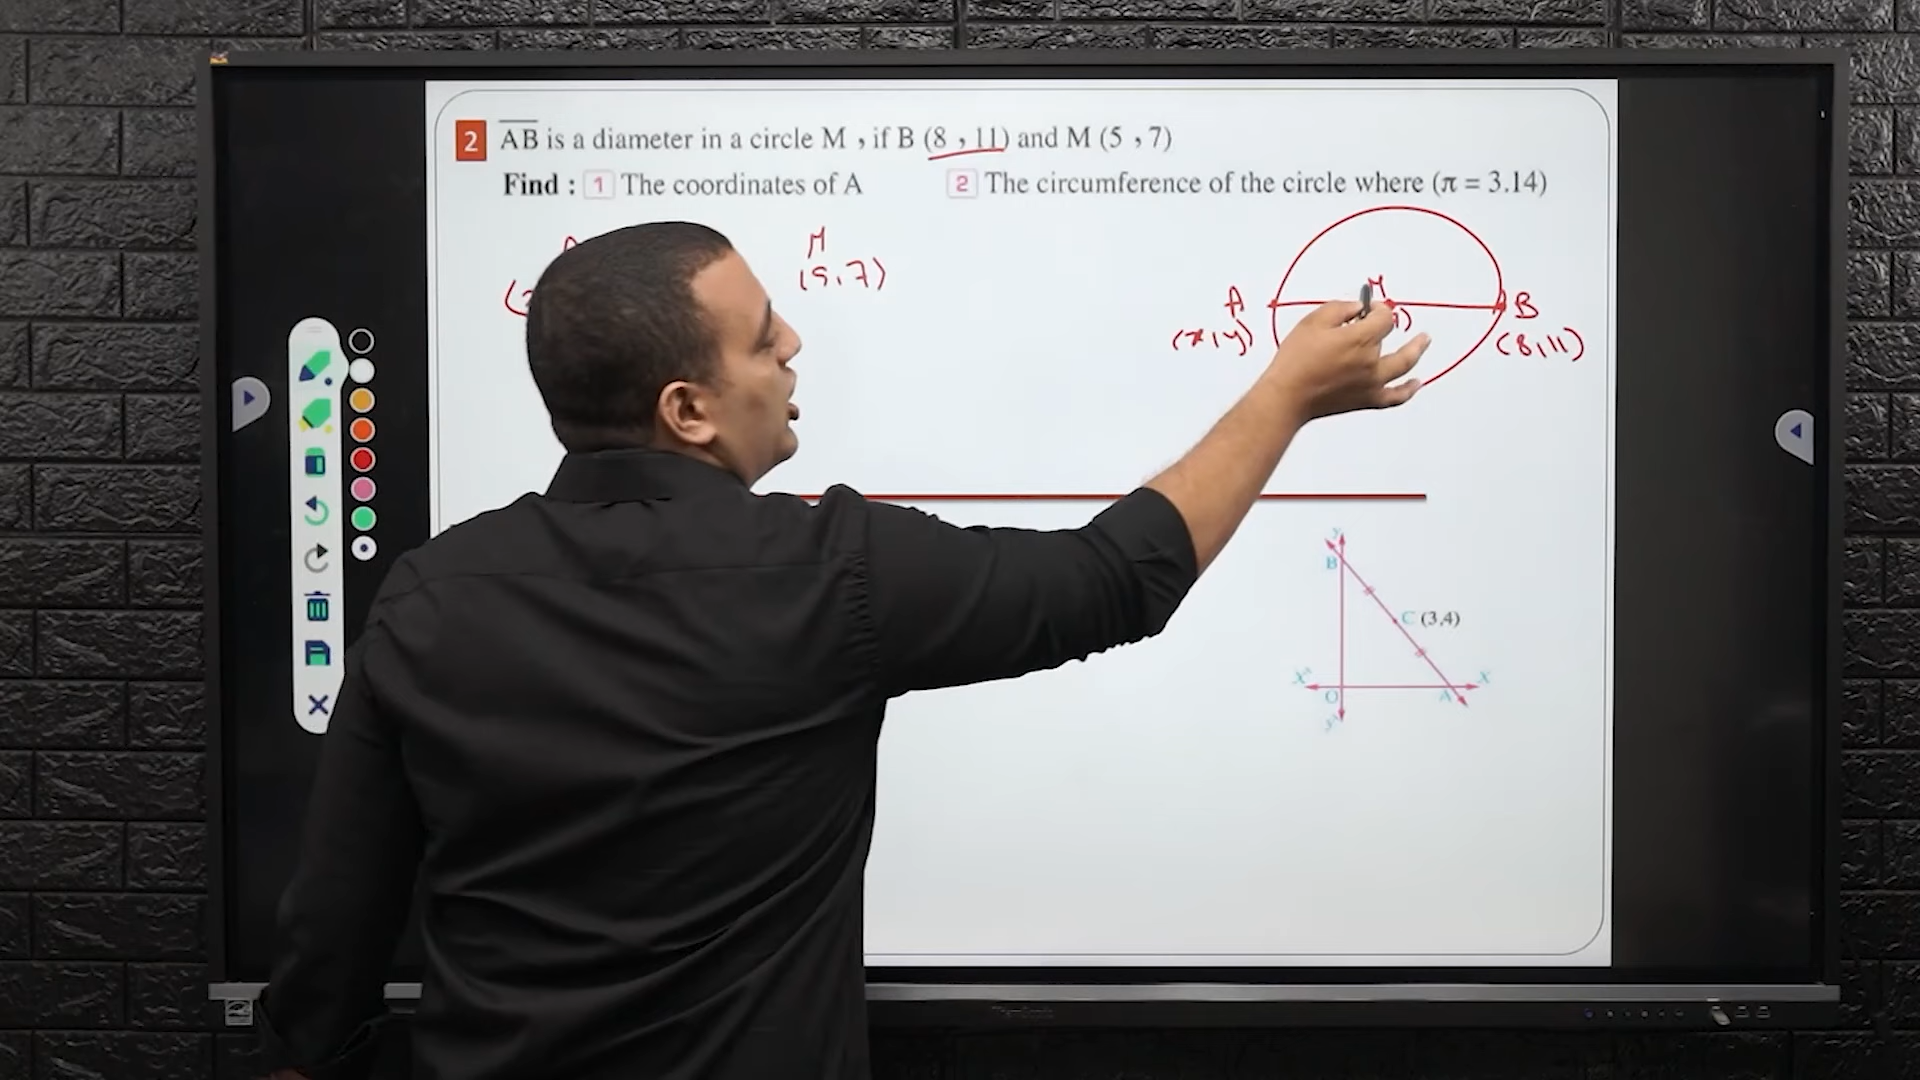 2 AB is a diameter in a circle M , if B (8 , 11) and M (5 , 7)
Find : 1 The coordinates of A 2 The circumference of the circle where (π = 3.14)
M
(5,7)
M
A
B
(x,y)
(8,11)
y
B
C (3,4)
X'
X
O
A
y'